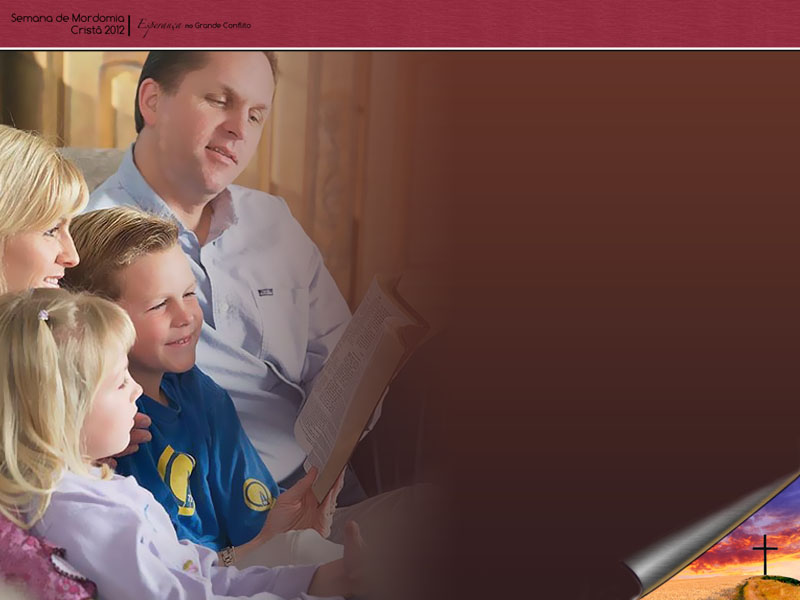 Semana de Mordomia
Cristã 2012
Esperança no Grande Conflito